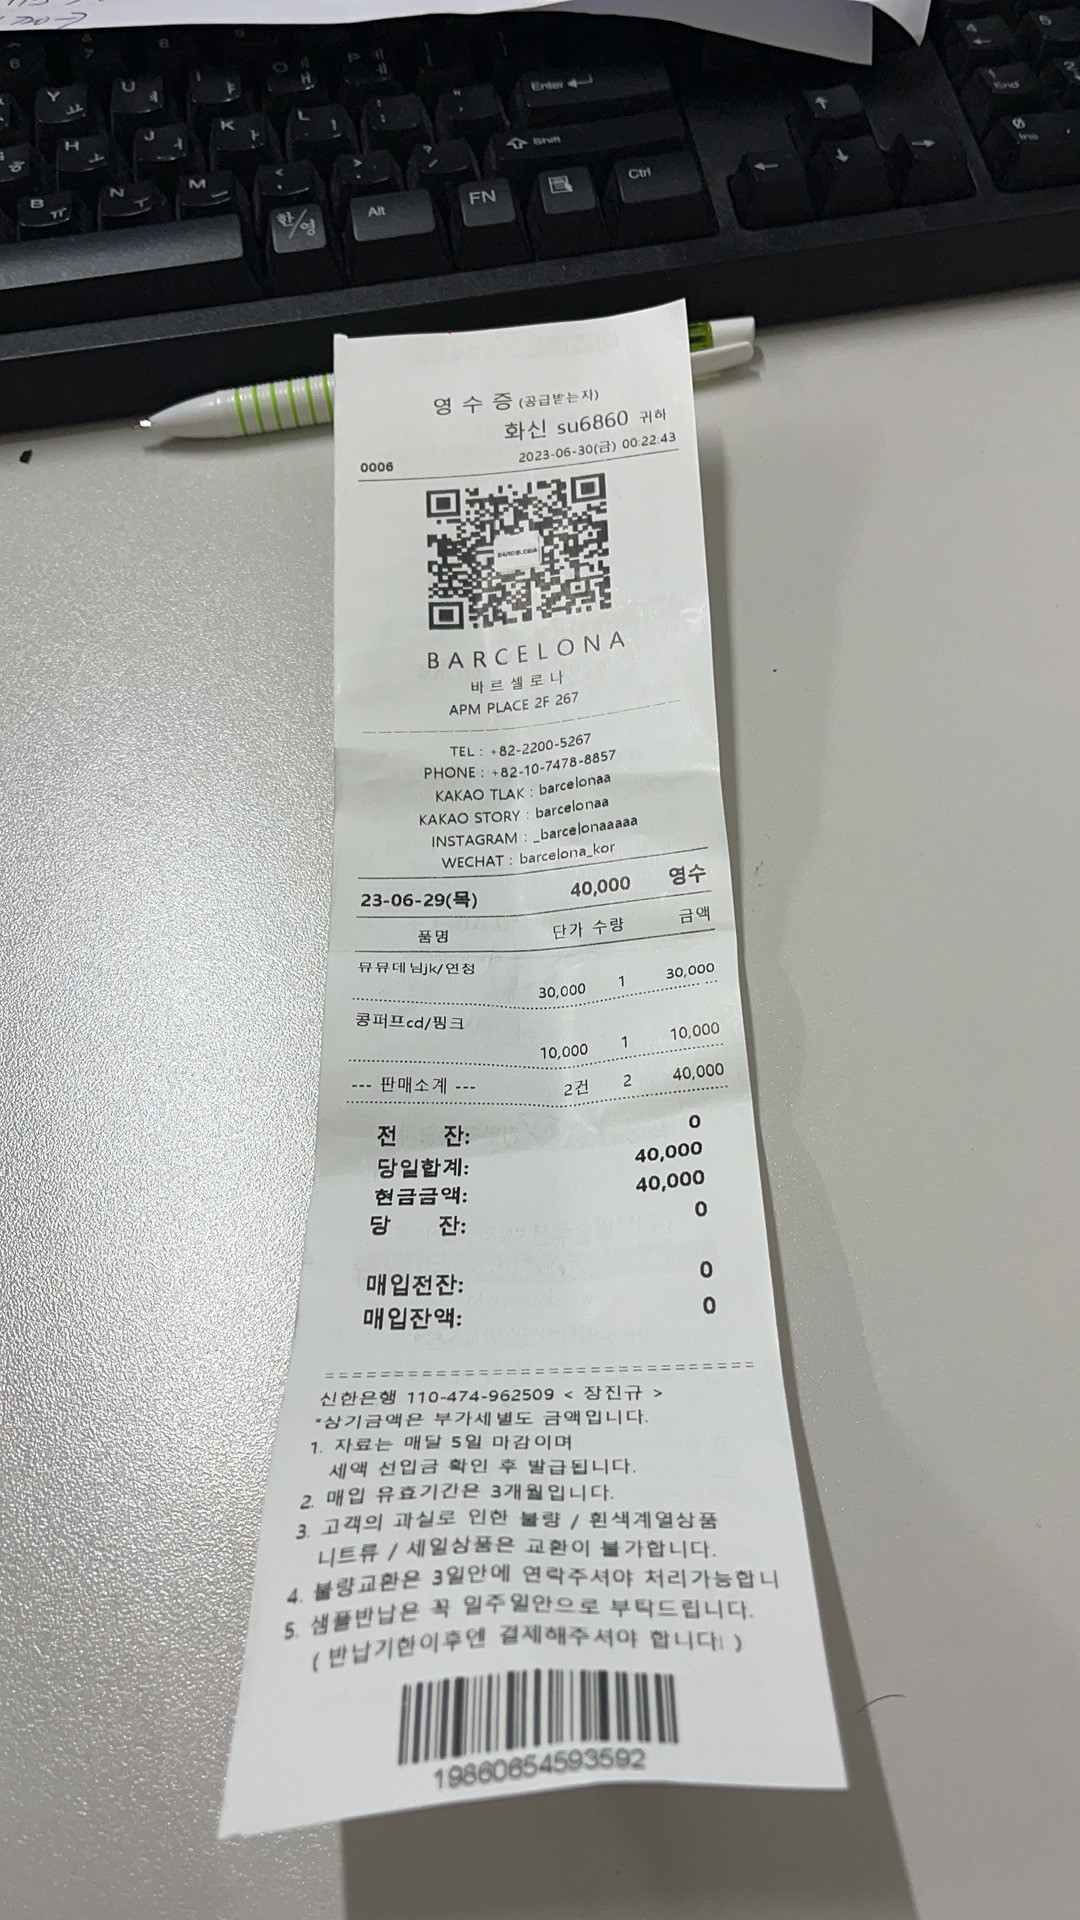 Y ㅛ
U ㅕ
ㅑ
Enter
H ㅗ
J ㅓ
K ㅏ
L ㅣ
Shift
End
B ㅠ
N ㅜ
M ㅡ
한/영
Alt
FN
Ctrl
영 수 증 (공급받는자)
화신 su6860 귀하
0006 2023-06-30(금) 00:22:43
BARCELONA
BARCELONA
바르셀로나
APM PLACE 2F 267
TEL : +82-2200-5267
PHONE : +82-10-7478-8857
KAKAO TLAK : barcelonaa
KAKAO STORY : barcelonaa
INSTAGRAM : _barcelonaaaaa
WECHAT : barcelona_kor
23-06-29(목) 40,000 영수
품명 단가 수량 금액
뮤뮤데님jk/연청
30,000 1 30,000
콩퍼프cd/핑크
10,000 1 10,000
--- 판매소계 --- 2건 2 40,000
전 잔: 0
당일합계: 40,000
현금금액: 40,000
당 잔: 0
매입전잔: 0
매입잔액: 0
신한은행 110-474-962509 < 장진규 >
*상기금액은 부가세별도 금액입니다.
1. 자료는 매달 5일 마감이며
세액 선입금 확인 후 발급됩니다.
2. 매입 유효기간은 3개월입니다.
3. 고객의 과실로 인한 불량 / 흰색계열상품
니트류 / 세일상품은 교환이 불가합니다.
4. 불량교환은 3일안에 연락주셔야 처리가능합니
5. 샘플반납은 꼭 일주일안으로 부탁드립니다.
( 반납기한이후엔 결제해주셔야 합니다! )
19860654593592